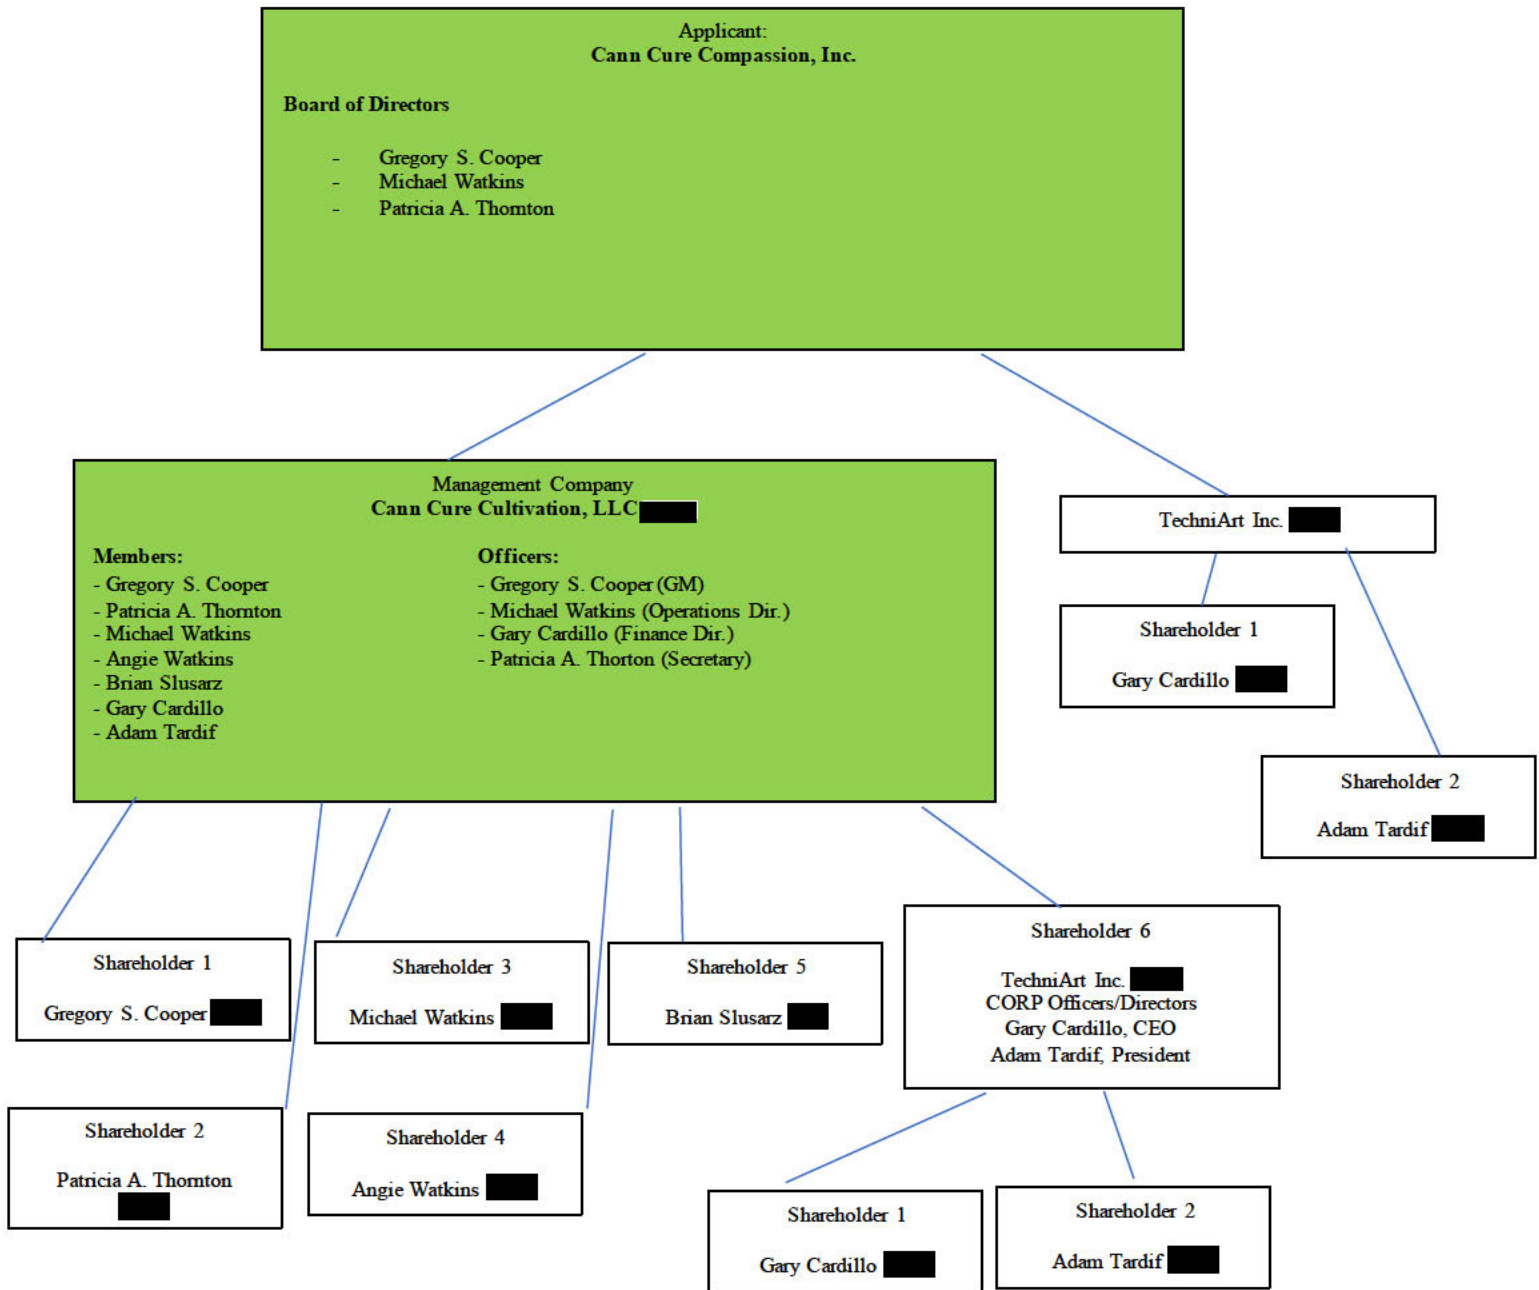 Applicant:
Cann Cure Compassion, Inc.
Board of Directors
- Gregory S. Cooper
- Michael Watkins
- Patricia A. Thornton
Management Company
Cann Cure Cultivation, LLC
Members:
- Gregory S. Cooper
- Patricia A. Thornton
- Michael Watkins
- Angie Watkins
- Brian Slusarz
- Gary Cardillo
- Adam Tardif
Officers:
- Gregory S. Cooper (GM)
- Michael Watkins (Operations Dir.)
- Gary Cardillo (Finance Dir.)
- Patricia A. Thorton (Secretary)
TechniArt Inc.
Shareholder 1
Gary Cardillo
Shareholder 2
Adam Tardif
Shareholder 1
Gregory S. Cooper
Shareholder 3
Michael Watkins
Shareholder 5
Brian Slusarz
Shareholder 6
TechniArt Inc.
CORP Officers/Directors
Gary Cardillo, CEO
Adam Tardif, President
Shareholder 2
Patricia A. Thornton
Shareholder 4
Angie Watkins
Shareholder 1
Gary Cardillo
Shareholder 2
Adam Tardif